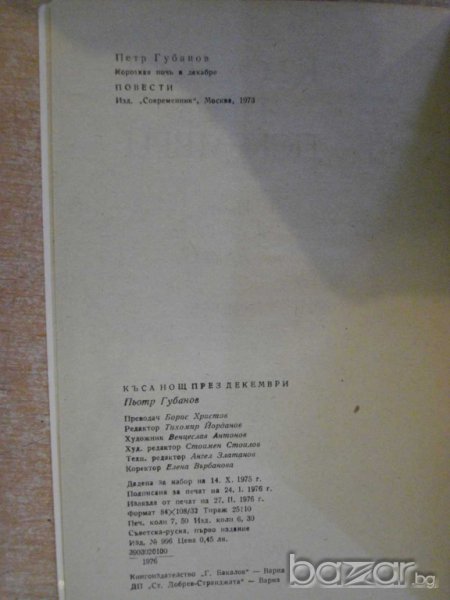 Петр Губанов
Короткая ночь в декабре
ПОВЕСТИ
Изд. „Современник“, Москва, 1973
КЪСА НОЩ ПРЕЗ ДЕКЕМВРИ
Пьотр Губанов
Преводач Борис Христов
Редактор Тихомир Йорданов
Художник Венцеслав Антонов
Худ. редактор Стоимен Стоилов
Техн. редактор Ангел Златанов
Коректор Елена Върбанова
Дадена за набор на 14. X. 1975 г.
Подписана за печат на 24. I. 1976 г.
Излязла от печат на 27. II. 1976 г.
Формат 84×108/32 Тираж 25110
Печ. коли 7,50 Изд. коли 6,30
Съветска-руска, първо издание
Изд. № 996 Цена 0,45 лв.
1976
Книгоиздателство „Г. Бакалов“ — Варна
ДП „Ст. Добрев-Странджата“ — Варна
bazar.bg